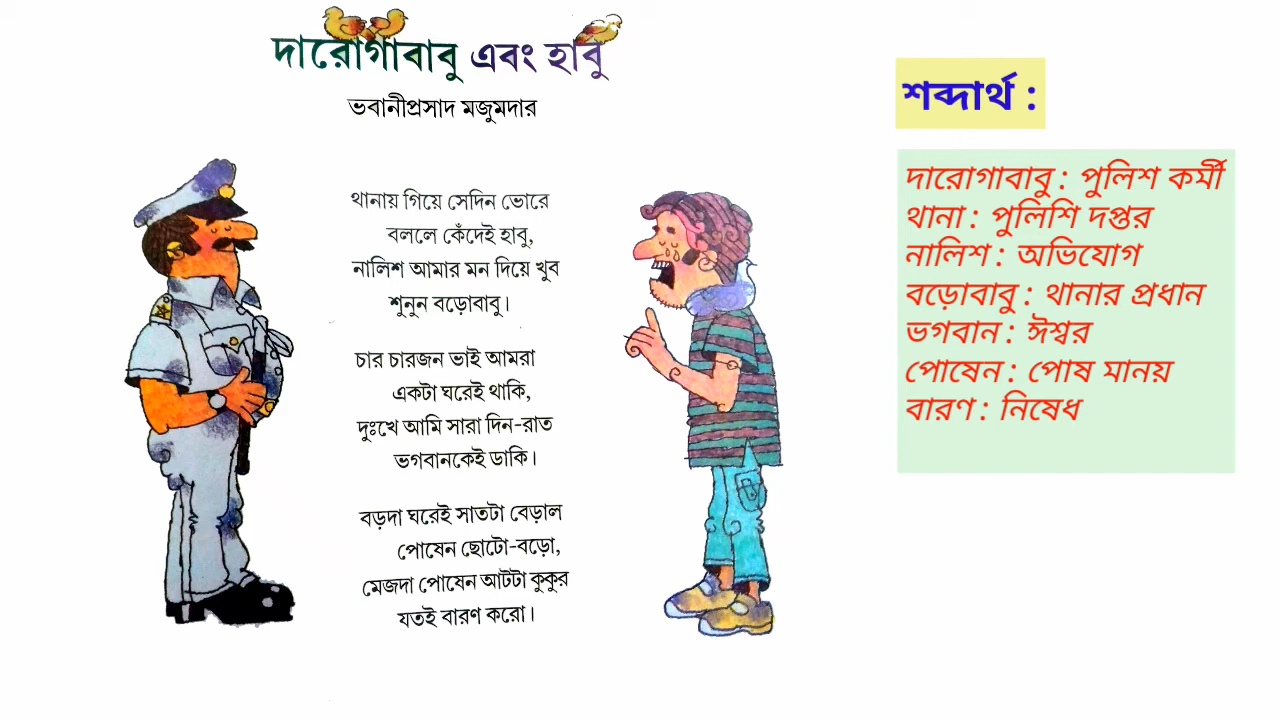 দারোগাবাবু এবং হাবু
ভবানীপ্রসাদ মজুমদার
থানায় গিয়ে সেদিন ভোরে
বললে কেঁদেই হাবু,
নালিশ আমার মন দিয়ে খুব
শুনুন বড়োবাবু।
চার চারজন ভাই আমরা
একটা ঘরেই থাকি,
দুঃখে আমি সারা দিন-রাত
ভগবানকেই ডাকি।
বড়দা ঘরেই সাতটা বেড়াল
পোষেন ছোটো-বড়ো,
মেজদা পোষেন আটটা কুকুর
যতই বারণ করো।
শব্দার্থ :
দারোগাবাবু : পুলিশ কর্মী
থানা : পুলিশি দপ্তর
নালিশ : অভিযোগ
বড়োবাবু : থানার প্রধান
ভগবান : ঈশ্বর
পোষেন : পোষ মানয়
বারণ : নিষেধ